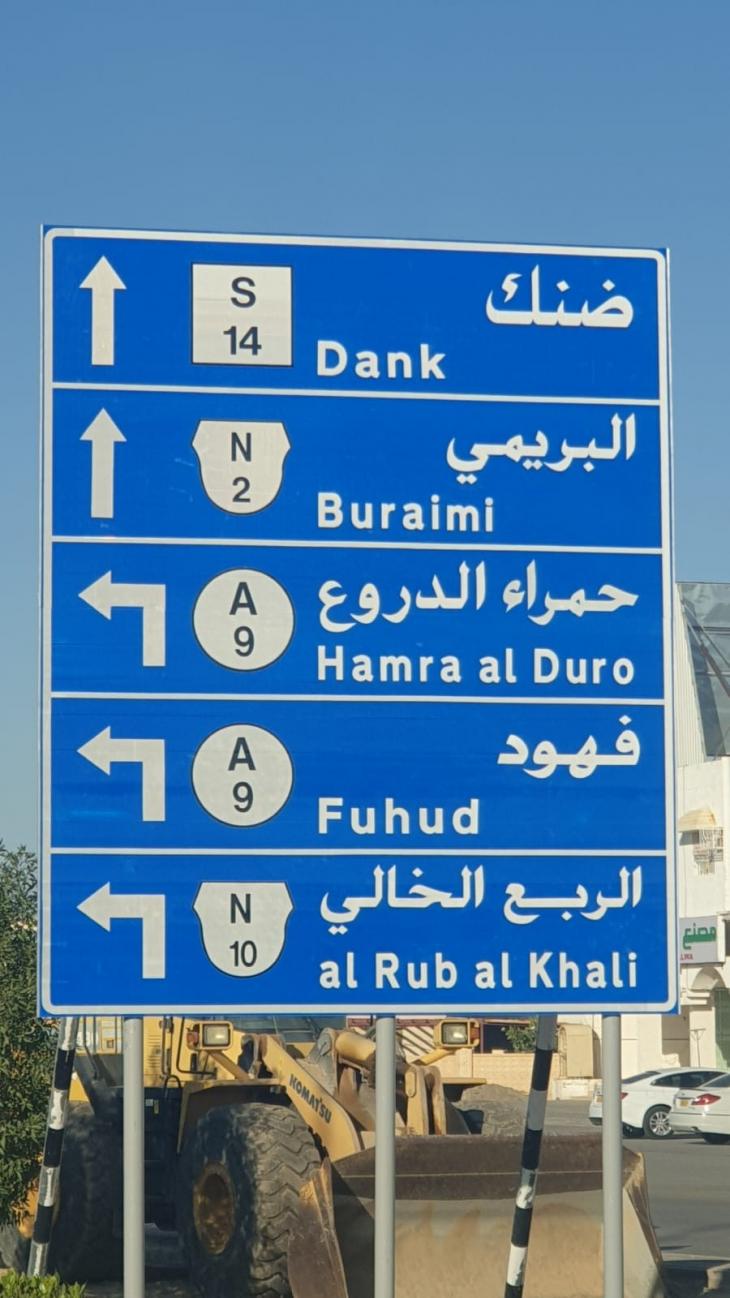 S
14
ضنك
Dank
N
2
البريمي
Buraimi
A
9
حمراء الدروع
Hamra al Duro
A
9
فهود
Fuhud
N
10
الربع الخالي
al Rub al Khali
مصنع
KOMATSU